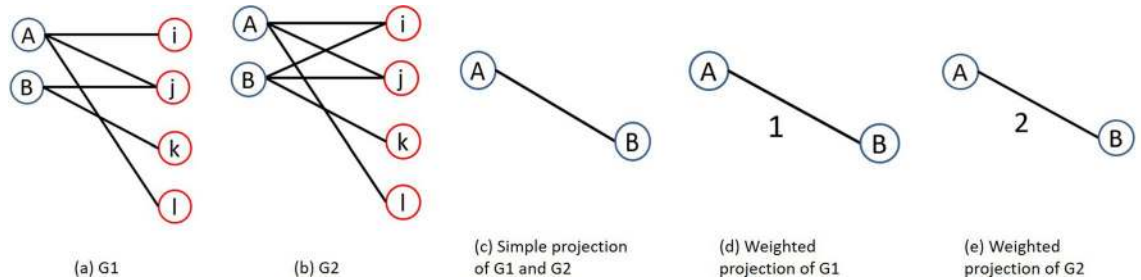 A
B
i
j
k
l
A
B
i
j
k
l
A
B
A
B
1
A
B
2
(a) G1
(b) G2
(c) Simple projection
of G1 and G2
(d) Weighted
projection of G1
(e) Weighted
projection of G2